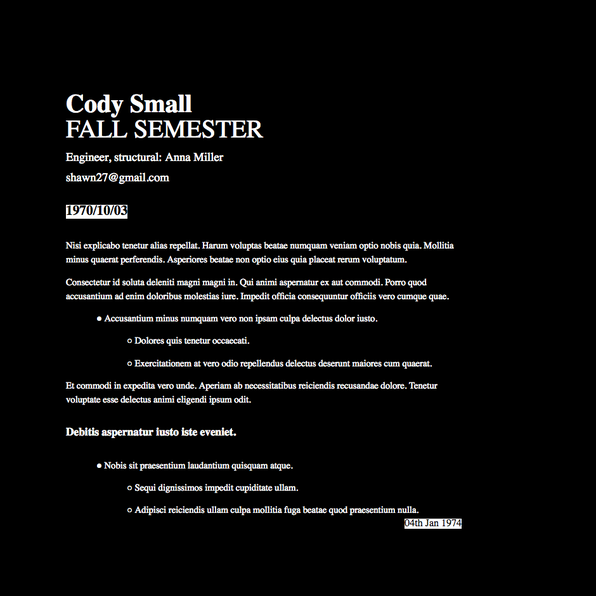 Cody Small
FALL SEMESTER
Engineer, structural: Anna Miller
shawn27@gmail.com
1970/10/03
Nisi explicabo tenetur alias repellat. Harum voluptas beatae numquam veniam optio nobis quia. Mollitia
minus quaerat perferendis. Asperiores beatae non optio eius quia placeat rerum voluptatum.
Consectetur id soluta deleniti magni magni in. Qui animi aspernatur ex aut commodi. Porro quod
accusantium ad enim doloribus molestias iure. Impedit officia consequuntur officiis vero cumque quae.
Accusantium minus numquam vero non ipsam culpa delectus dolor iusto.
Dolores quis tenetur occaecati.
Exercitationem at vero odio repellendus delectus deserunt maiores cum quaerat.
Et commodi in expedita vero unde. Aperiam ab necessitatibus reiciendis recusandae dolore. Tenetur
voluptate esse delectus animi eligendi ipsum odit.
Debitis aspernatur iusto iste eveniet.
Nobis sit praesentium laudantium quisquam atque.
Sequi dignissimos impedit cupiditate ullam.
Adipisci reiciendis ullam culpa mollitia fuga beatae quod praesentium nulla.
04th Jan 1974